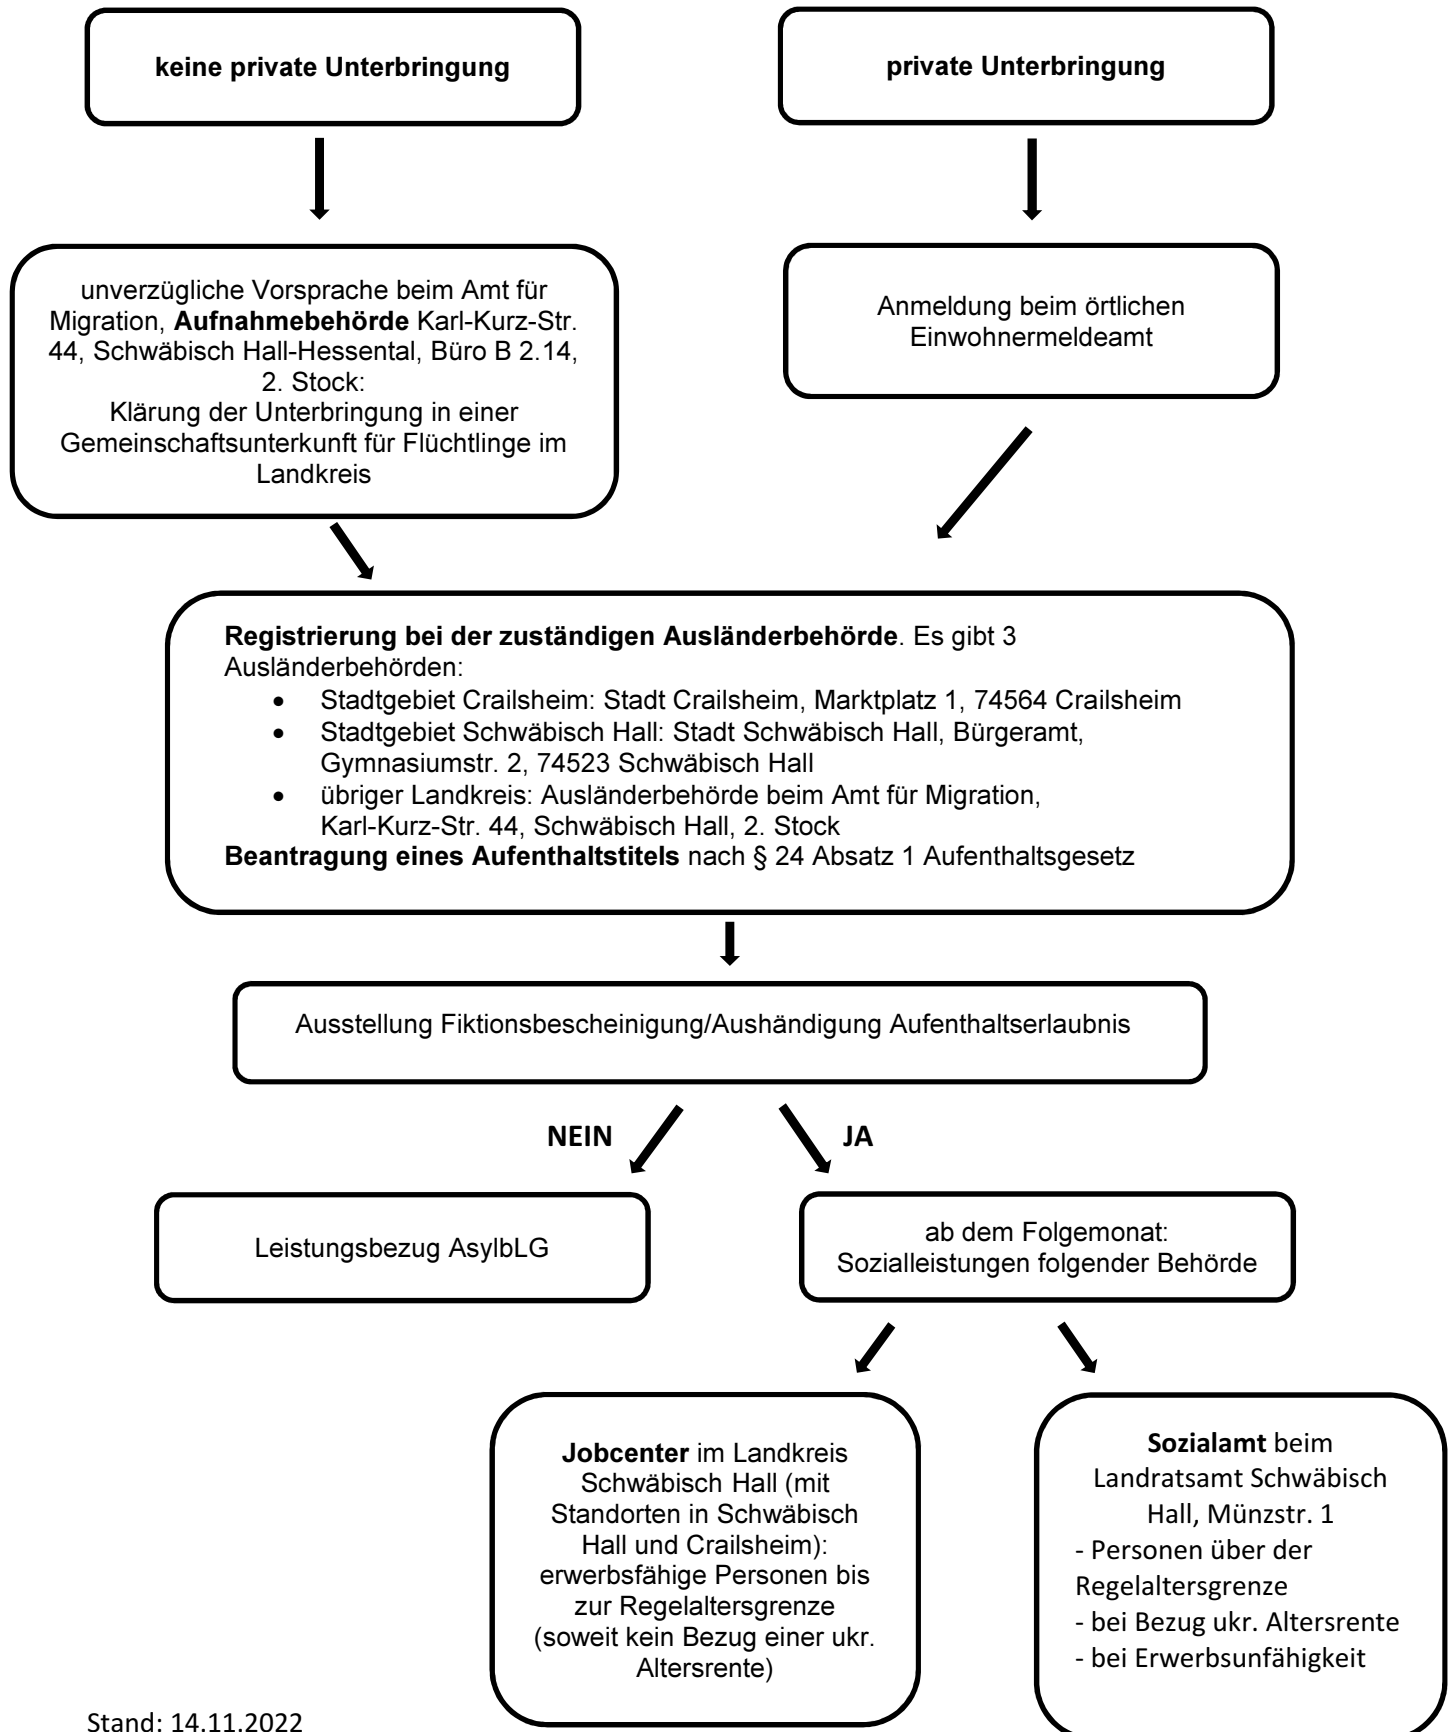 keine private Unterbringung
private Unterbringung
unverzügliche Vorsprache beim Amt für
Migration, Aufnahmebehörde Karl-Kurz-Str.
44, Schwäbisch Hall-Hessental, Büro B 2.14,
2. Stock:
Klärung der Unterbringung in einer
Gemeinschaftsunterkunft für Flüchtlinge im
Landkreis
Anmeldung beim örtlichen
Einwohnermeldeamt
Registrierung bei der zuständigen Ausländerbehörde. Es gibt 3
Ausländerbehörden:
• Stadtgebiet Crailsheim: Stadt Crailsheim, Marktplatz 1, 74564 Crailsheim
• Stadtgebiet Schwäbisch Hall: Stadt Schwäbisch Hall, Bürgeramt,
Gymnasiumstr. 2, 74523 Schwäbisch Hall
• übriger Landkreis: Ausländerbehörde beim Amt für Migration,
Karl-Kurz-Str. 44, Schwäbisch Hall, 2. Stock
Beantragung eines Aufenthaltstitels nach § 24 Absatz 1 Aufenthaltsgesetz
Ausstellung Fiktionsbescheinigung/Aushändigung Aufenthaltserlaubnis
NEIN
JA
Leistungsbezug AsylbLG
ab dem Folgemonat:
Sozialleistungen folgender Behörde
Jobcenter im Landkreis
Schwäbisch Hall (mit
Standorten in Schwäbisch
Hall und Crailsheim):
erwerbsfähige Personen bis
zur Regelaltersgrenze
(soweit kein Bezug einer ukr.
Altersrente)
Sozialamt beim
Landratsamt Schwäbisch
Hall, Münzstr. 1
- Personen über der
Regelaltersgrenze
- bei Bezug ukr. Altersrente
- bei Erwerbsunfähigkeit
Stand: 14.11.2022